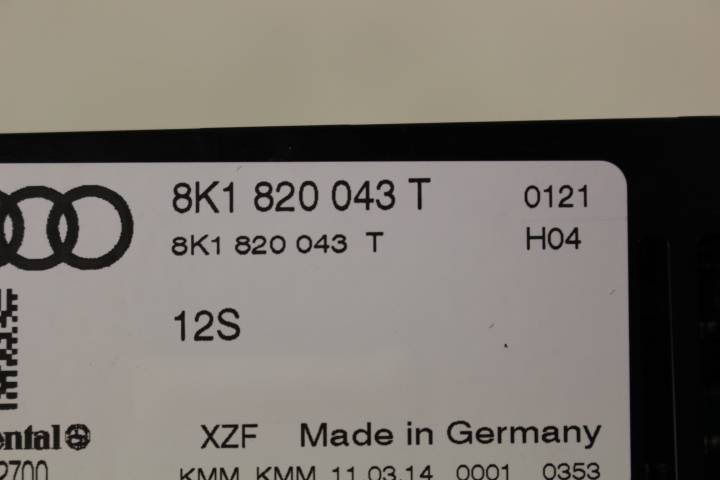 8K1 820 043 T 0121
8K1 820 043 T H04
12S
ental XZF Made in Germany
2700 KMM KMM 11.03.14 0001 0353